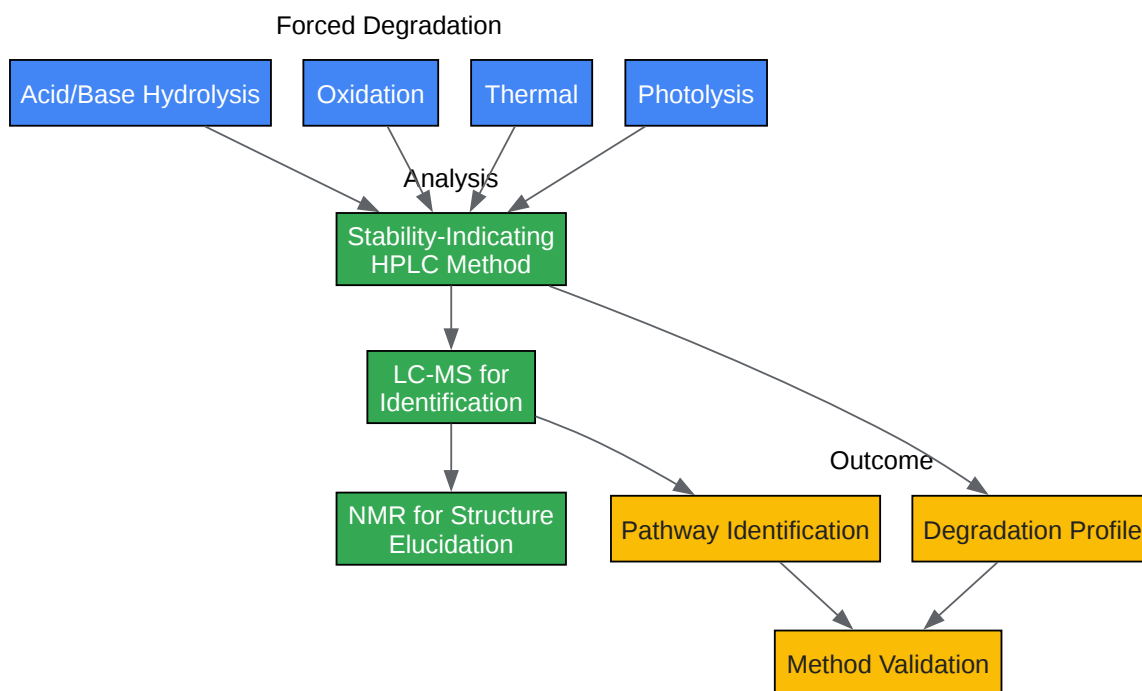 Forced Degradation
Acid/Base Hydrolysis
Oxidation
Thermal
Photolysis
Analysis
Stability-Indicating
HPLC Method
LC-MS for
Identification
Outcome
NMR for Structure
Elucidation
Pathway Identification
Degradation Profile
Method Validation